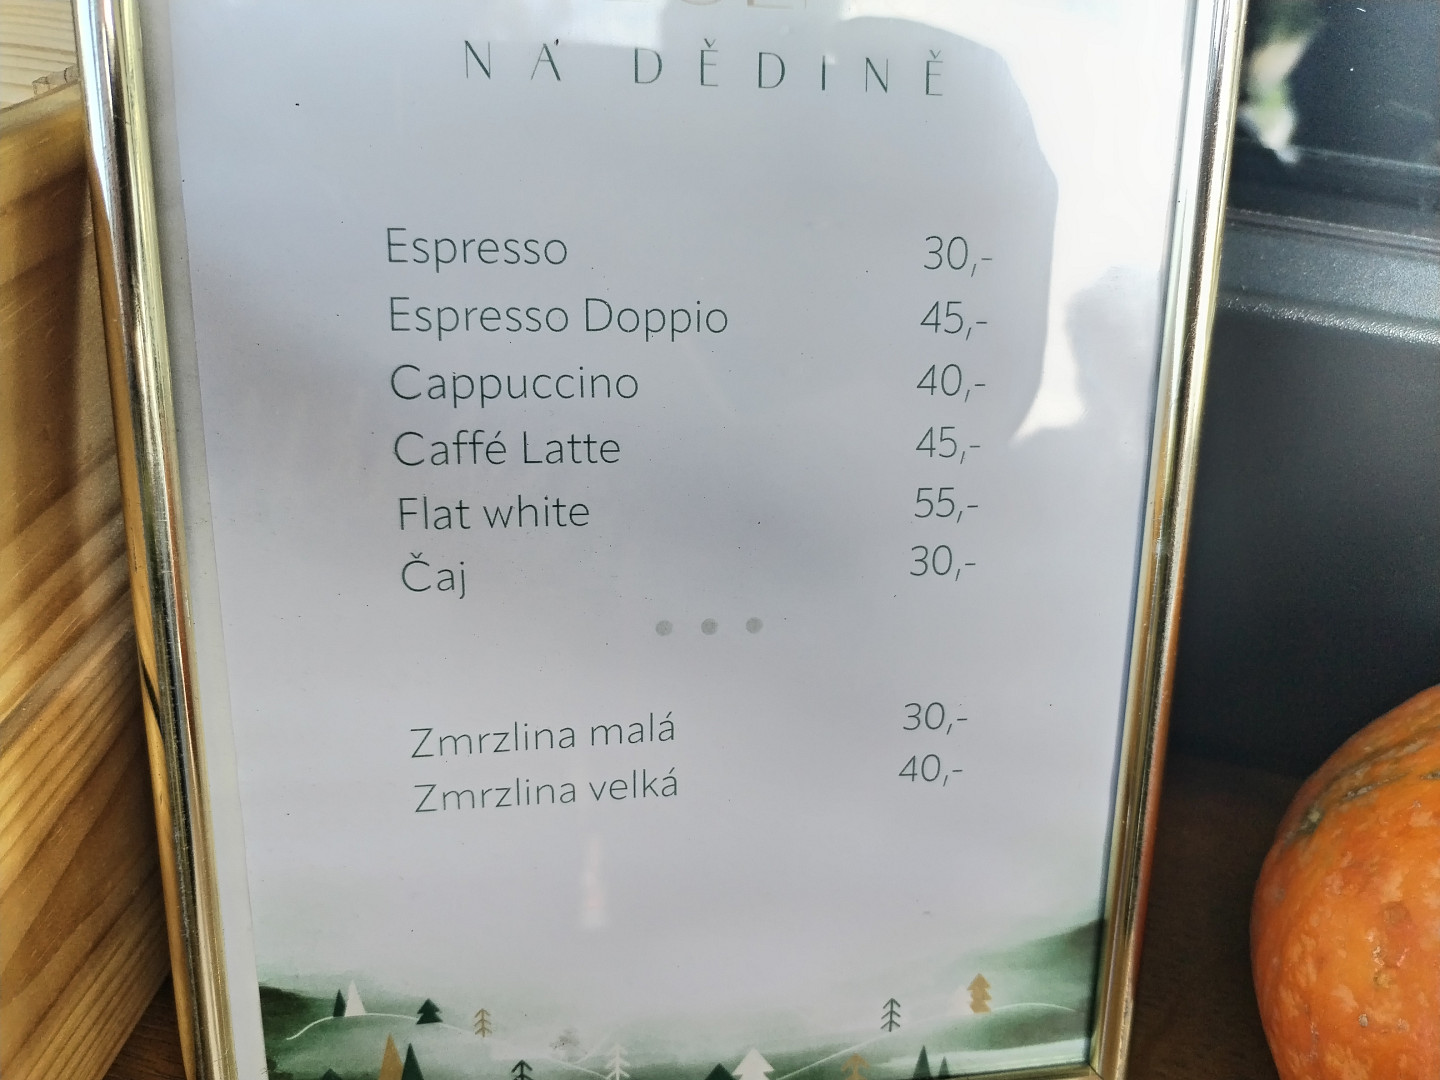 NA DĚDINĚ
Espresso 30,-
Espresso Doppio 45,-
Cappuccino 40,-
Caffé Latte 45,-
Flat white 55,-
Čaj 30,-
Zmrzlina malá 30,-
Zmrzlina velká 40,-